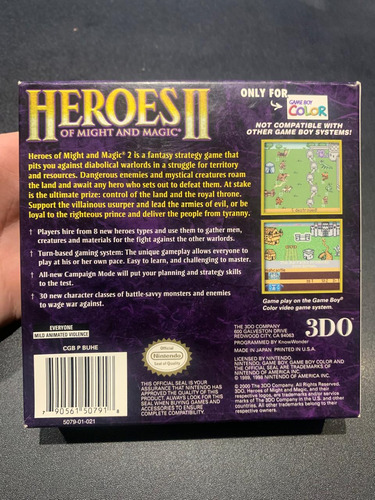 HEROES II
OF MIGHT AND MAGIC®
ONLY FOR
GAME BOY
COLOR
NOT COMPATIBLE WITH
OTHER GAME BOY SYSTEMS!
Heroes of Might and Magic® 2 is a fantasy strategy game that
pits you against diabolical warlords in a struggle for territory
and resources. Dangerous enemies and mystical creatures roam
the land and await any hero who sets out to defeat them. At stake
is the ultimate prize: control of the land and the royal throne.
Support the villainous usurper and lead the armies of evil, or be
loyal to the righteous prince and deliver the people from tyranny.
† Players hire from 8 new heroes types and use them to gather men,
creatures and materials for the fight against the other warlords.
† Turn-based gaming system: The unique gameplay allows everyone to
play at his or her own pace. Easy to learn, and challenging to master.
† All-new Campaign Mode will put your planning and strategy skills
to the test.
† 30 new character classes of battle-savvy monsters and enemies
to wage war against.
Game play on the Game Boy®
Color video game system.
EVERYONE
MILD ANIMATED VIOLENCE
CGB P BUHE
7 90561 50791 8
5079-01-021
Official
Nintendo
Seal of Quality
THIS OFFICIAL SEAL IS YOUR
ASSURANCE THAT NINTENDO HAS
APPROVED THE QUALITY OF
THIS PRODUCT. ALWAYS LOOK FOR
THIS SEAL WHEN BUYING GAMES
AND ACCESSORIES TO ENSURE
COMPLETE COMPATIBILITY.
THE 3DO COMPANY
600 GALVESTON DRIVE
REDWOOD CITY, CA 94063
PROGRAMMED BY KnowWonder
3DO
MADE IN JAPAN PRINTED IN U.S.A.
LICENSED BY NINTENDO.
NINTENDO, GAME BOY, GAME BOY COLOR AND
THE OFFICIAL SEAL ARE TRADEMARKS OF
NINTENDO OF AMERICA INC.
© 1989, 1998 NINTENDO OF AMERICA INC.
© 2000 The 3DO Company. All Rights Reserved.
3DO, Heroes of Might and Magic, and their
respective logos, are trademarks and/or service
marks of The 3DO Company in the U.S. and other
countries. All other trademarks belong to their
respective owners.